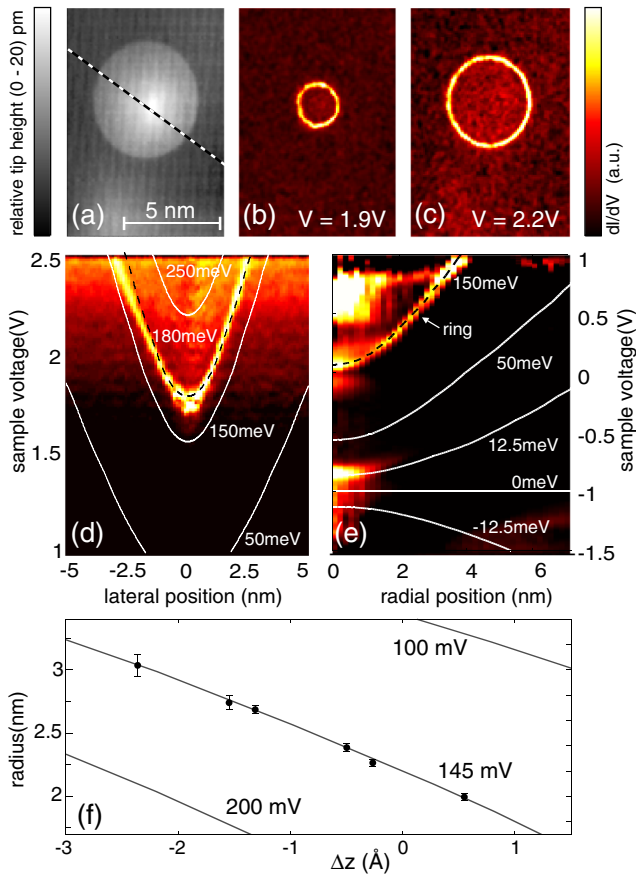 relative tip height (0 - 20) pm
(a)
5 nm
(b)
V = 1.9V
(c)
V = 2.2V
dI/dV (a.u.)
2.5
2
1.5
1
sample voltage(V)
250meV
180meV
150meV
50meV
(d)
-5
-2.5
0
2.5
5
lateral position (nm)
150meV
ring
50meV
12.5meV
0meV
-12.5meV
(e)
1
0.5
0
-0.5
-1
-1.5
sample voltage(V)
0
2
4
6
radial position (nm)
3
2.5
2
radius(nm)
100 mV
145 mV
200 mV
(f)
-3
-2
-1
0
1
Δz (Å)